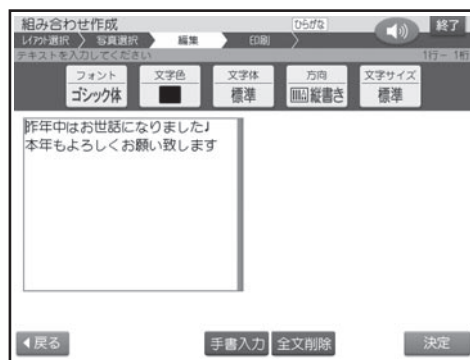 組み合わせ作成
ひらがな
終了
レイアウト選択 写真選択 編集 印刷
テキストを入力してください
1行- 1桁
フォント 文字色 文字体 方向 文字サイズ
ゴシック体 標準 縦書き 標準
昨年中はお世話になりました
本年もよろしくお願い致します
戻る 手書入力 全文削除 決定